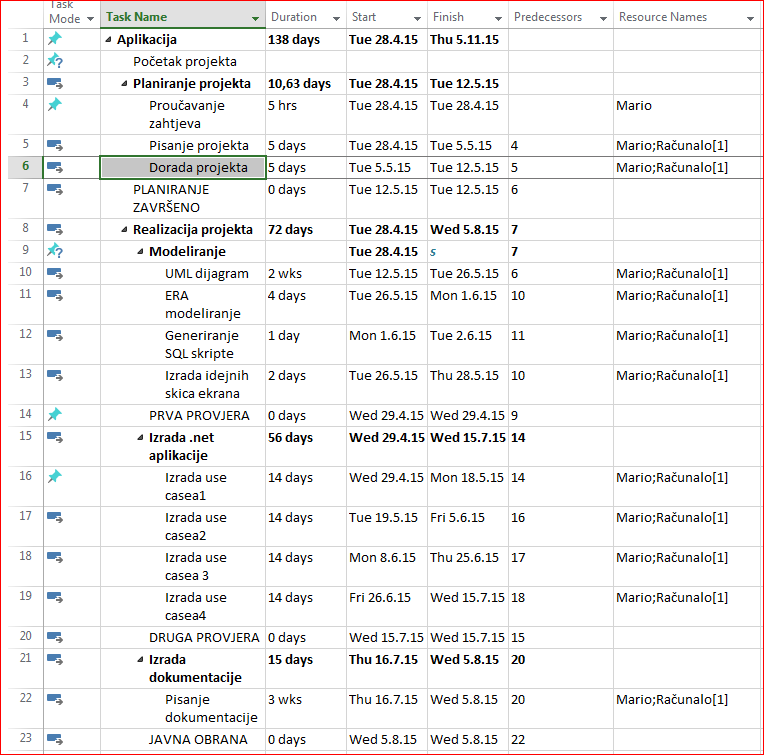 Task Mode Task Name Duration Start Finish Predecessors Resource Names
1 Aplikacija 138 days Tue 28.4.15 Thu 5.11.15
2 ? Početak projekta
3 Planiranje projekta 10,63 days Tue 28.4.15 Tue 12.5.15
4 Proučavanje zahtjeva 5 hrs Tue 28.4.15 Tue 28.4.15 Mario
5 Pisanje projekta 5 days Tue 28.4.15 Tue 5.5.15 4 Mario;Računalo[1]
6 Dorada projekta 5 days Tue 5.5.15 Tue 12.5.15 5 Mario;Računalo[1]
7 PLANIRANJE ZAVRŠENO 0 days Tue 12.5.15 Tue 12.5.15 6
8 Realizacija projekta 72 days Tue 28.4.15 Wed 5.8.15 7
9 ? Modeliranje Tue 28.4.15 s 7
10 UML dijagram 2 wks Tue 12.5.15 Tue 26.5.15 6 Mario;Računalo[1]
11 ERA modeliranje 4 days Tue 26.5.15 Mon 1.6.15 10 Mario;Računalo[1]
12 Generiranje SQL skripte 1 day Mon 1.6.15 Tue 2.6.15 11 Mario;Računalo[1]
13 Izrada idejnih skica ekrana 2 days Tue 26.5.15 Thu 28.5.15 10 Mario;Računalo[1]
14 PRVA PROVJERA 0 days Wed 29.4.15 Wed 29.4.15 9
15 Izrada .net aplikacije 56 days Wed 29.4.15 Wed 15.7.15 14
16 Izrada use casea1 14 days Wed 29.4.15 Mon 18.5.15 14 Mario;Računalo[1]
17 Izrada use casea2 14 days Tue 19.5.15 Fri 5.6.15 16 Mario;Računalo[1]
18 Izrada use casea 3 14 days Mon 8.6.15 Thu 25.6.15 17 Mario;Računalo[1]
19 Izrada use casea4 14 days Fri 26.6.15 Wed 15.7.15 18 Mario;Računalo[1]
20 DRUGA PROVJERA 0 days Wed 15.7.15 Wed 15.7.15 15
21 Izrada dokumentacije 15 days Thu 16.7.15 Wed 5.8.15 20
22 Pisanje dokumentacije 3 wks Thu 16.7.15 Wed 5.8.15 20 Mario;Računalo[1]
23 JAVNA OBRANA 0 days Wed 5.8.15 Wed 5.8.15 22